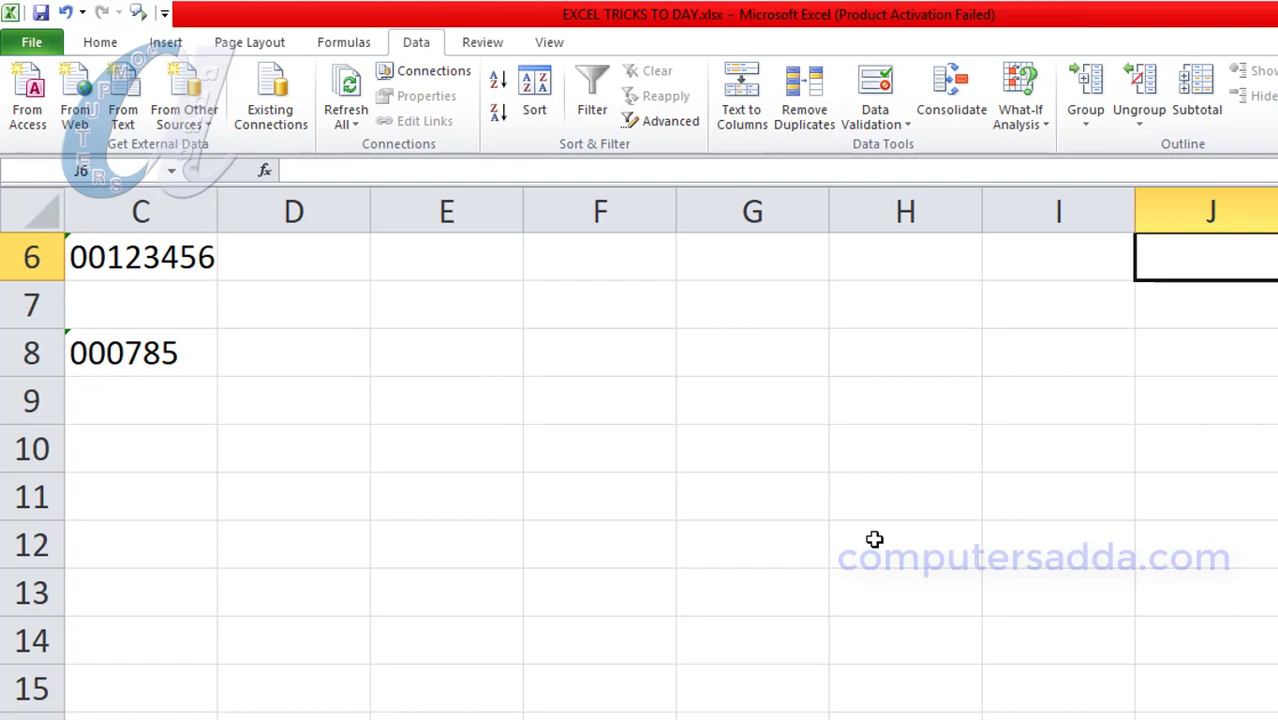 EXCEL TRICKS TO DAY.xlsx - Microsoft Excel (Product Activation Failed)
File Home Insert Page Layout Formulas Data Review View
From Access From Web From Text From Other Sources Existing Connections Refresh All Connections Properties Edit Links Sort Filter Clear Reapply Advanced Text to Columns Remove Duplicates Data Validation Consolidate What-If Analysis Group Ungroup Subtotal Show Hide
Get External Data Connections Sort & Filter Data Tools Outline
COMPUTERS
J6 fx
C D E F G H I J
6 00123456
7
8 000785
9
10
11
12
computersadda.com
13
14
15